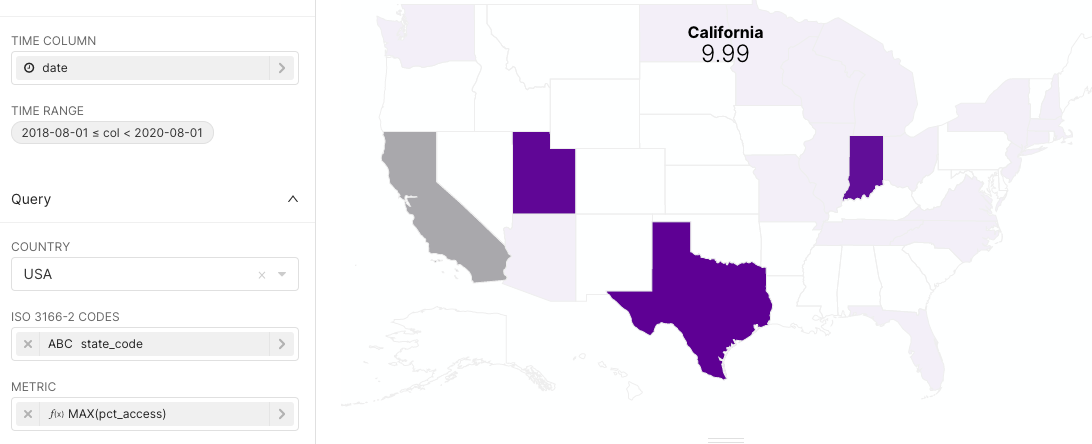 TIME COLUMN
date
TIME RANGE
2018-08-01 ≤ col < 2020-08-01
Query
COUNTRY
USA
ISO 3166-2 CODES
ABC state_code
METRIC
ƒ(x) MAX(pct_access)
California
9.99